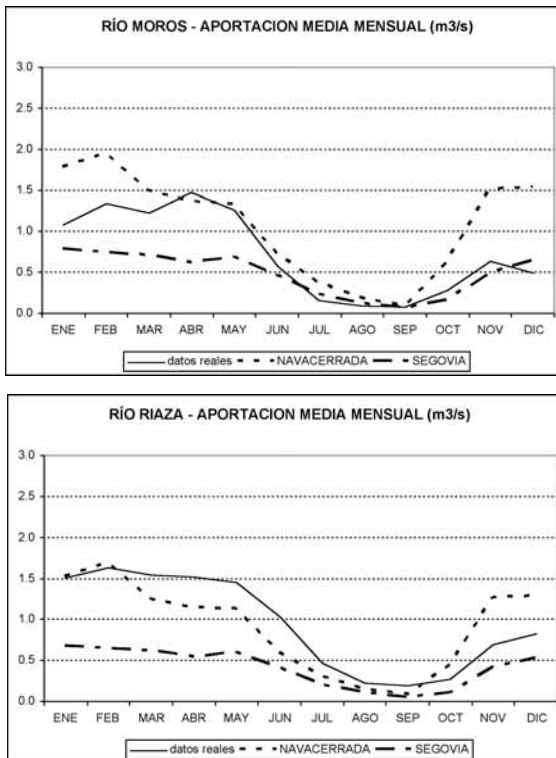 RÍO MOROS - APORTACION MEDIA MENSUAL (m3/s)
3.0
2.5
2.0
1.5
1.0
0.5
0.0
ENE FEB MAR ABR MAY JUN JUL AGO SEP OCT NOV DIC
datos reales NAVACERRADA SEGOVIA
RÍO RIAZA - APORTACION MEDIA MENSUAL (m3/s)
3.0
2.5
2.0
1.5
1.0
0.5
0.0
ENE FEB MAR ABR MAY JUN JUL AGO SEP OCT NOV DIC
datos reales NAVACERRADA SEGOVIA